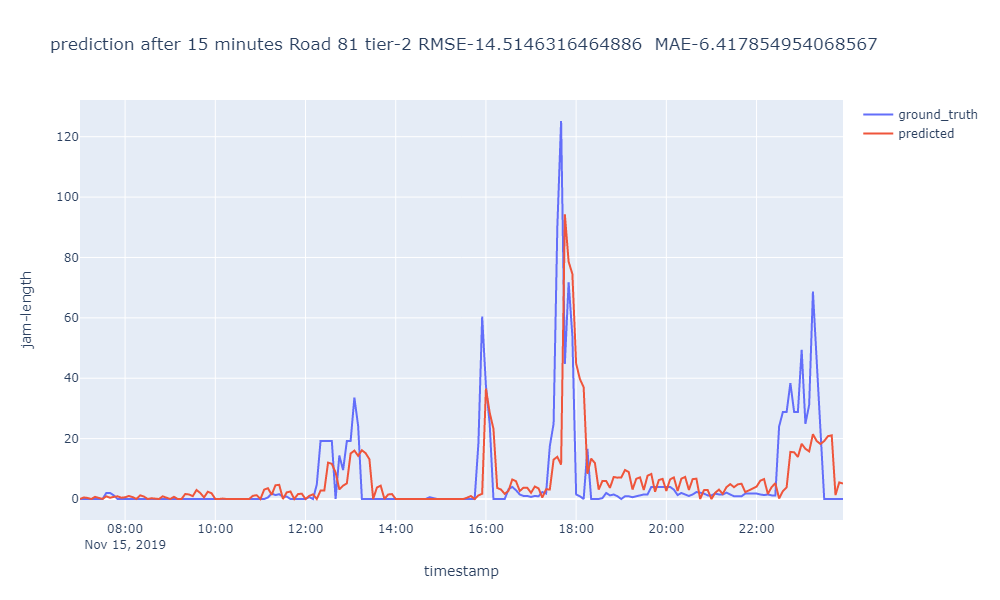 prediction after 15 minutes Road 81 tier-2 RMSE-14.5146316464886  MAE-6.417854954068567
ground_truth
predicted
120
100
80
60
40
20
0
jam-length
08:00 10:00 12:00 14:00 16:00 18:00 20:00 22:00
Nov 15, 2019
timestamp